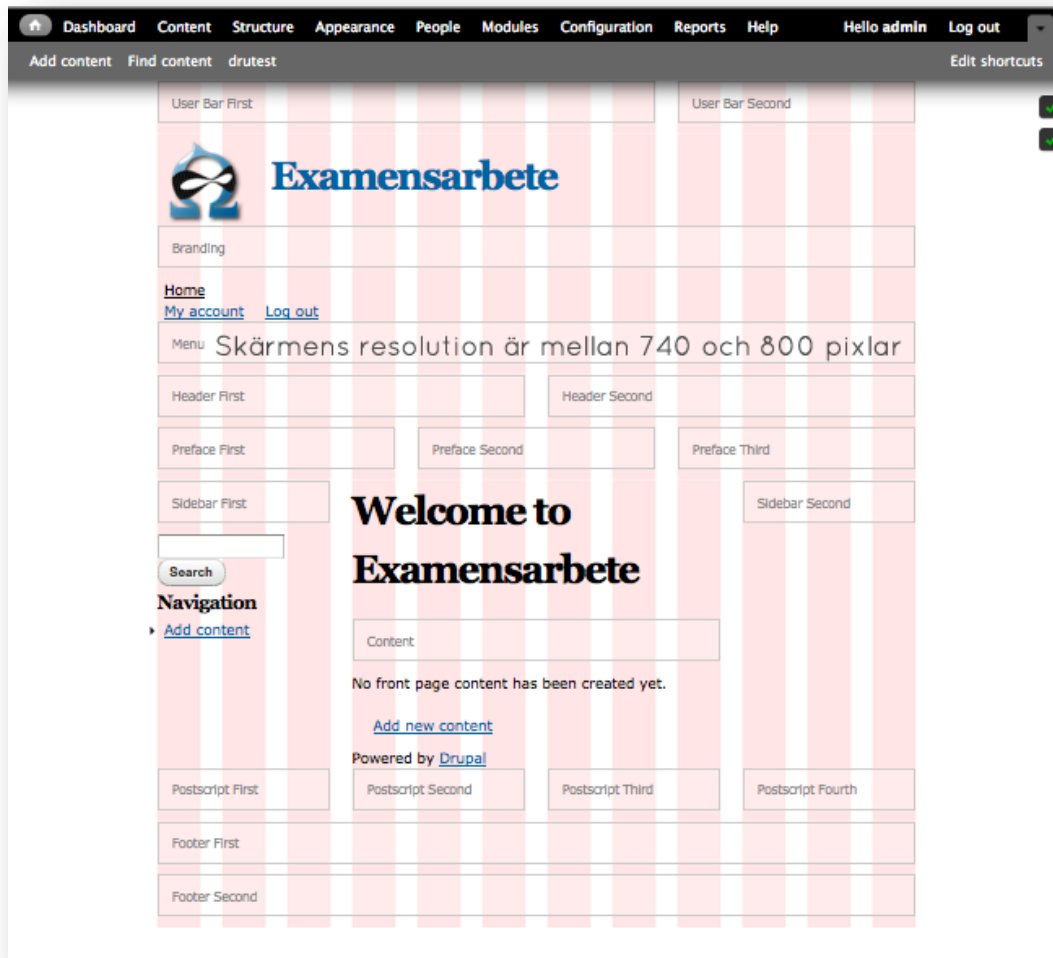 Dashboard Content Structure Appearance People Modules Configuration Reports Help Hello admin Log out
Add content Find content drutest Edit shortcuts
User Bar First User Bar Second
Examensarbete
Branding
Home
My account Log out
Menu Skärmens resolution är mellan 740 och 800 pixlar
Header First Header Second
Preface First Preface Second Preface Third
Sidebar First
Search
Navigation
Add content
Welcome to
Examensarbete
Content
No front page content has been created yet.
Add new content
Powered by Drupal
Sidebar Second
Postscript First Postscript Second Postscript Third Postscript Fourth
Footer First
Footer Second